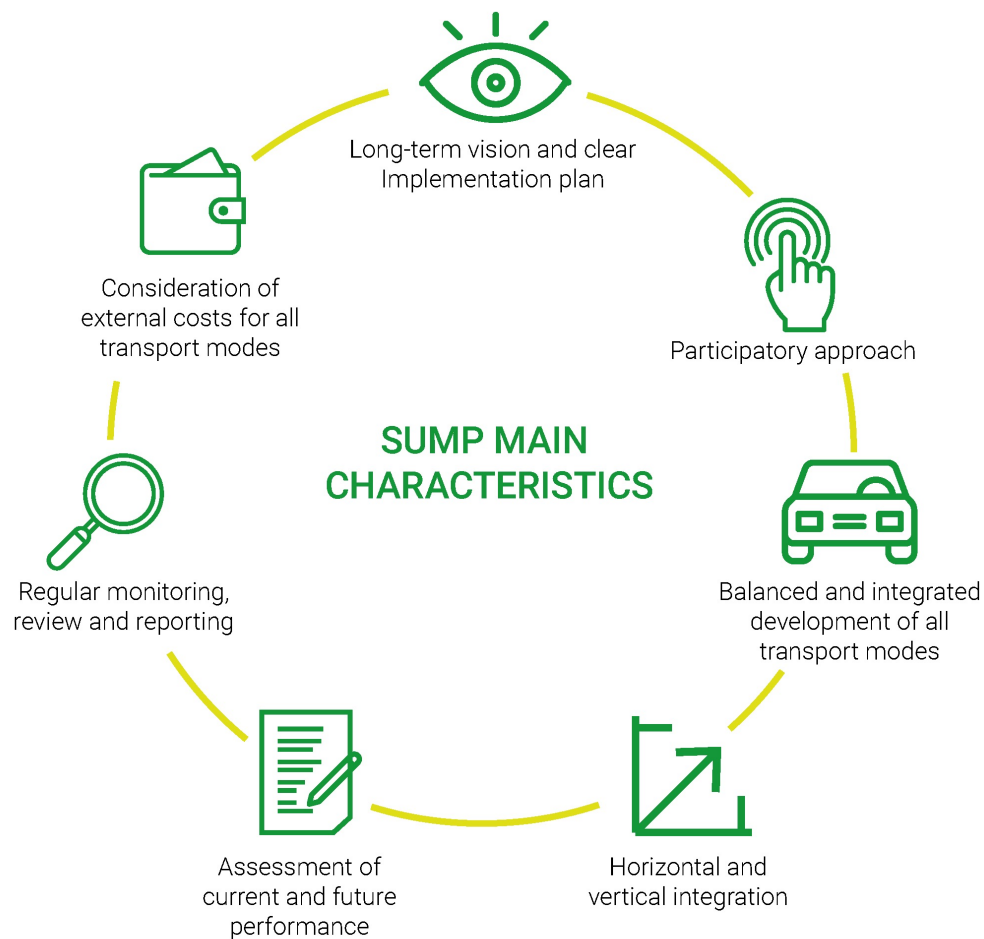 Long-term vision and clear
Implementation plan
Participatory approach
Balanced and integrated
development of all
transport modes
Horizontal and
vertical integration
Assessment of
current and future
performance
Regular monitoring,
review and reporting
Consideration of
external costs for all
transport modes
SUMP MAIN
CHARACTERISTICS